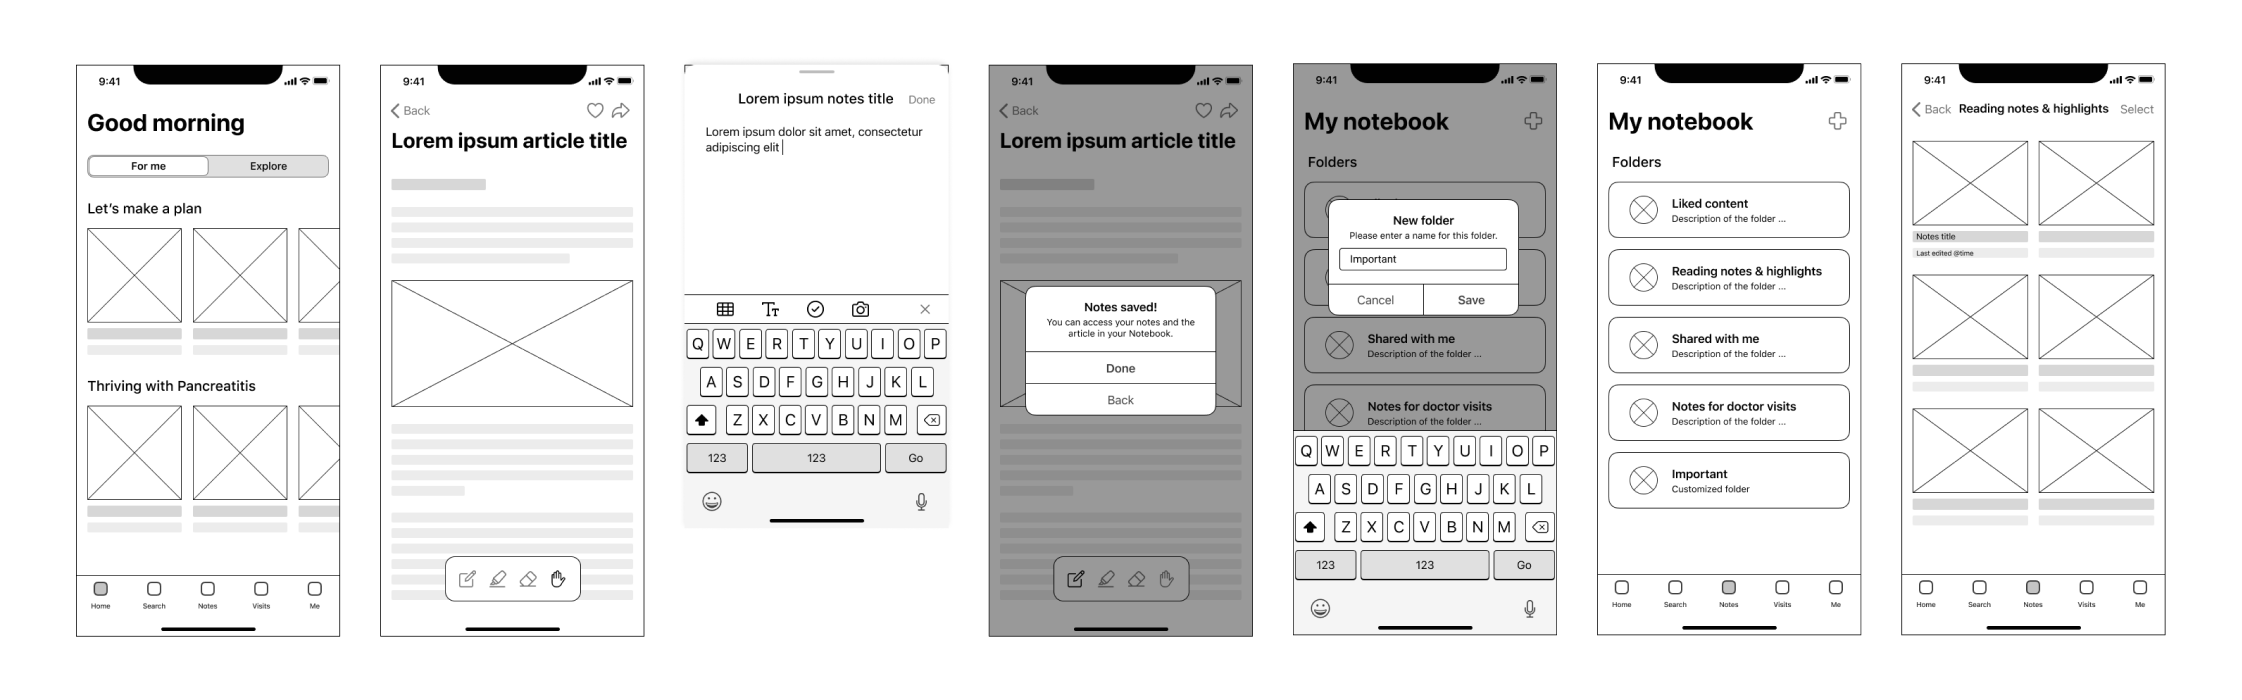 9:41
Good morning
For me Explore
Let's make a plan
Thriving with Pancreatitis
Home Search Notes Visits Me
9:41
Back
Lorem ipsum article title
Lorem ipsum notes title Done
Lorem ipsum dolor sit amet, consectetur
adipiscing elit
Q W E R T Y U I O P
A S D F G H J K L
Z X C V B N M
123 123 Go
9:41
Back
Lorem ipsum article title
Notes saved!
You can access your notes and the
article in your Notebook.
Done
Back
9:41
My notebook
Folders
New folder
Please enter a name for this folder.
Important
Cancel Save
Shared with me
Description of the folder ...
Notes for doctor visits
Description of the folder ...
Q W E R T Y U I O P
A S D F G H J K L
Z X C V B N M
123 123 Go
9:41
My notebook
Folders
Liked content
Description of the folder ...
Reading notes & highlights
Description of the folder ...
Shared with me
Description of the folder ...
Notes for doctor visits
Description of the folder ...
Important
Customized folder
Home Search Notes Visits Me
9:41
Back Reading notes & highlights Select
Notes title
Last edited @time
Home Search Notes Visits Me